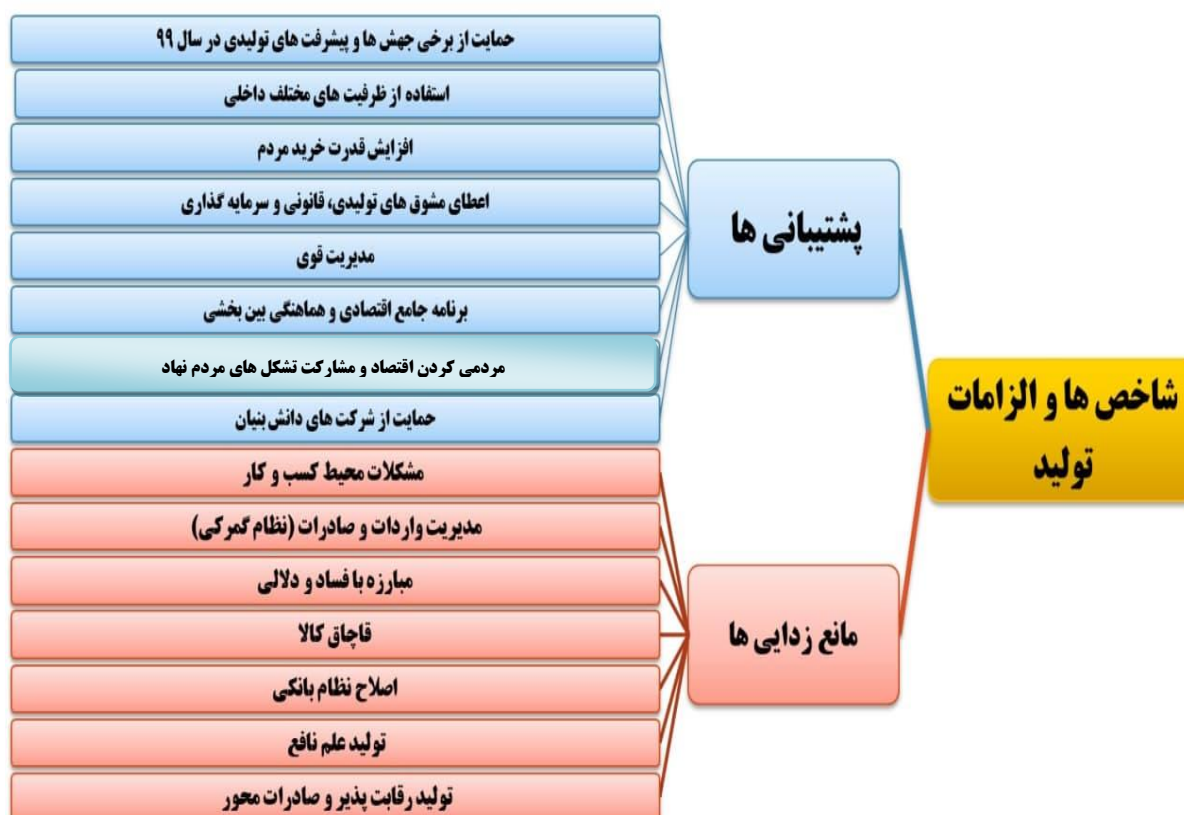 شاخص ها و الزامات
تولید
پشتیبانی ها
حمایت از برخی جهش ها و پیشرفت های تولیدی در سال ۹۹
استفاده از ظرفیت های مختلف داخلی
افزایش قدرت خرید مردم
اعطای مشوق های تولیدی، قانونی و سرمایه گذاری
مدیریت قوی
برنامه جامع اقتصادی و هماهنگی بین بخشی
مردمی کردن اقتصاد و مشارکت تشکل های مردم نهاد
حمایت از شرکت های دانش بنیان
مانع زدایی ها
مشکلات محیط کسب و کار
مدیریت واردات و صادرات (نظام گمرکی)
مبارزه با فساد و دلالی
قاچاق کالا
اصلاح نظام بانکی
تولید علم نافع
تولید رقابت پذیر و صادرات محور